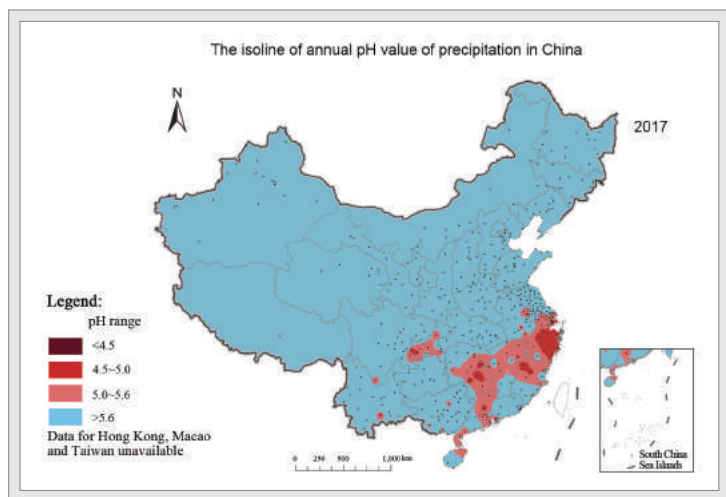 The isoline of annual pH value of precipitation in China
N
2017
Legend:
pH range
<4.5
4.5~5.0
5.0~5.6
>5.6
Data for Hong Kong, Macao
and Taiwan unavailable
0 250 500 1,000 km
South China
Sea Islands